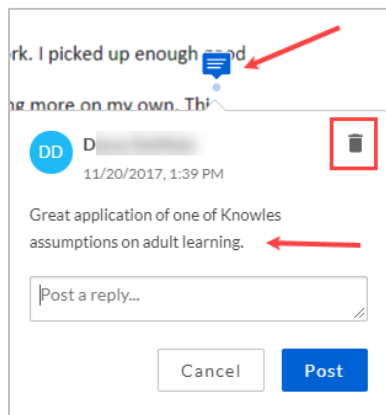 rk. I picked up enough good
ng more on my own. Thi
DD
D
11/20/2017, 1:39 PM
Great application of one of Knowles
assumptions on adult learning.
Post a reply...
Cancel
Post